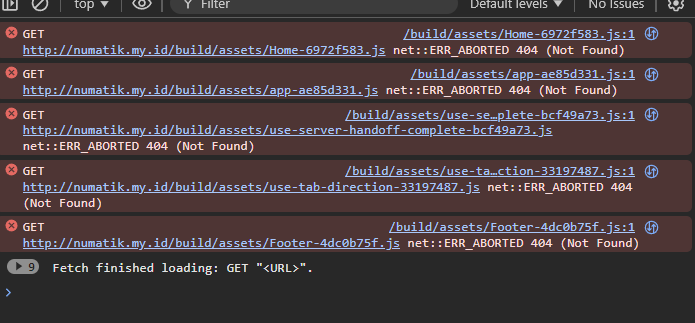 top
Filter
Default levels
No Issues
GET /build/assets/Home-6972f583.js:1
http://numatik.my.id/build/assets/Home-6972f583.js net::ERR_ABORTED 404 (Not Found)
GET /build/assets/app-ae85d331.js:1
http://numatik.my.id/build/assets/app-ae85d331.js net::ERR_ABORTED 404 (Not Found)
GET /build/assets/use-se…plete-bcf49a73.js:1
http://numatik.my.id/build/assets/use-server-handoff-complete-bcf49a73.js
net::ERR_ABORTED 404 (Not Found)
GET /build/assets/use-ta…ction-33197487.js:1
http://numatik.my.id/build/assets/use-tab-direction-33197487.js net::ERR_ABORTED 404
(Not Found)
GET /build/assets/Footer-4dc0b75f.js:1
http://numatik.my.id/build/assets/Footer-4dc0b75f.js net::ERR_ABORTED 404 (Not Found)
9 Fetch finished loading: GET "<URL>".